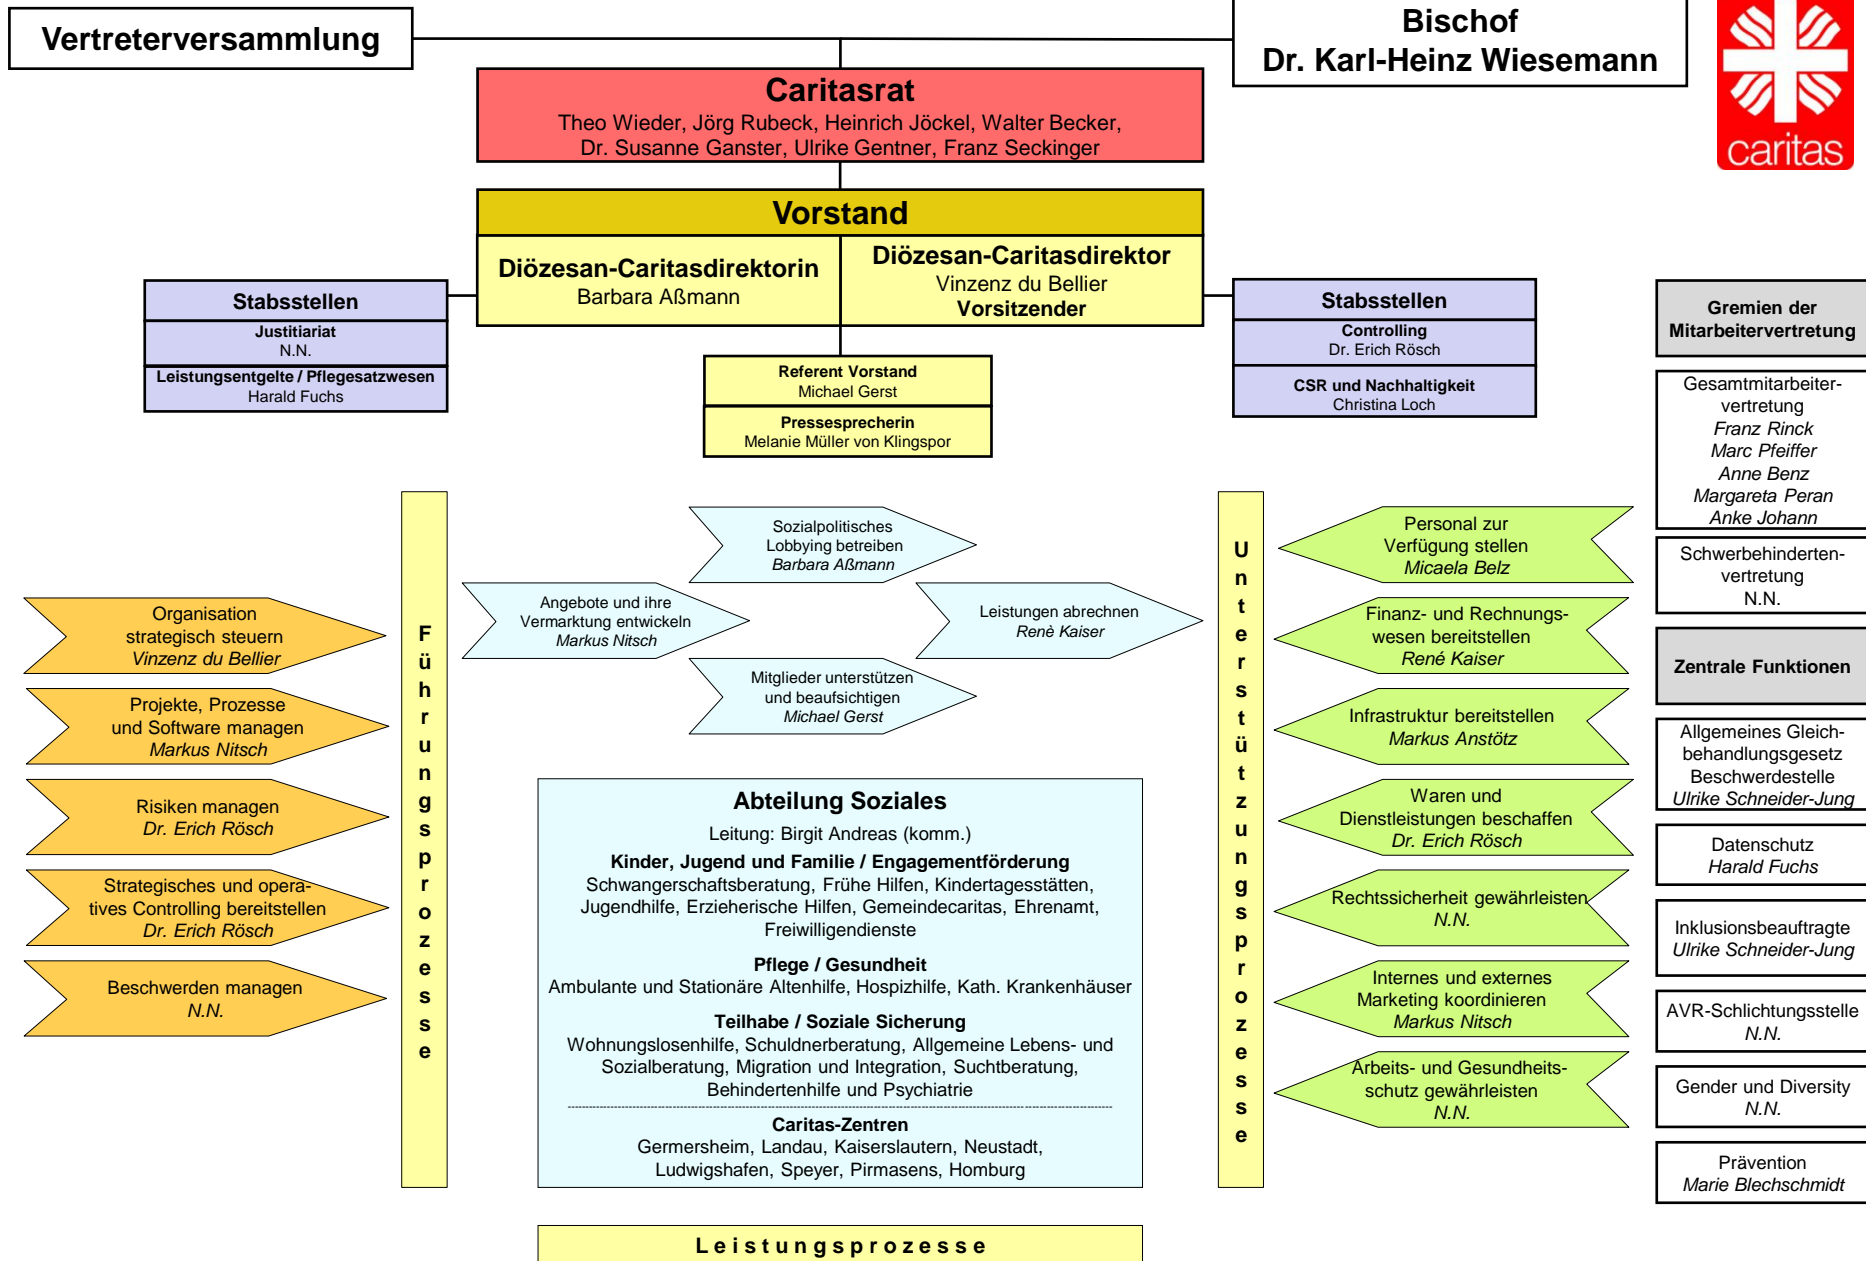 Vertreterversammlung
Bischof
Dr. Karl-Heinz Wiesemann
caritas
Caritasrat
Theo Wieder, Jörg Rubeck, Heinrich Jöckel, Walter Becker,
Dr. Susanne Ganster, Ulrike Gentner, Franz Seckinger
Vorstand
Diözesan-Caritasdirektorin
Barbara Aßmann
Diözesan-Caritasdirektor
Vinzenz du Bellier
Vorsitzender
Stabsstellen
Justitiariat
N.N.
Leistungsentgelte / Pflegesatzwesen
Harald Fuchs
Referent Vorstand
Michael Gerst
Pressesprecherin
Melanie Müller von Klingspor
Stabsstellen
Controlling
Dr. Erich Rösch
CSR und Nachhaltigkeit
Christina Loch
Führungsprozesse
Organisation
strategisch steuern
Vinzenz du Bellier
Projekte, Prozesse
und Software managen
Markus Nitsch
Risiken managen
Dr. Erich Rösch
Strategisches und opera-
tives Controlling bereitstellen
Dr. Erich Rösch
Beschwerden managen
N.N.
Sozialpolitisches
Lobbying betreiben
Barbara Aßmann
Angebote und ihre
Vermarktung entwickeln
Markus Nitsch
Leistungen abrechnen
Renè Kaiser
Mitglieder unterstützen
und beaufsichtigen
Michael Gerst
Abteilung Soziales
Leitung: Birgit Andreas (komm.)
Kinder, Jugend und Familie / Engagementförderung
Schwangerschaftsberatung, Frühe Hilfen, Kindertagesstätten,
Jugendhilfe, Erzieherische Hilfen, Gemeindecaritas, Ehrenamt,
Freiwilligendienste
Pflege / Gesundheit
Ambulante und Stationäre Altenhilfe, Hospizhilfe, Kath. Krankenhäuser
Teilhabe / Soziale Sicherung
Wohnungslosenhilfe, Schuldnerberatung, Allgemeine Lebens- und
Sozialberatung, Migration und Integration, Suchtberatung,
Behindertenhilfe und Psychiatrie
Caritas-Zentren
Germersheim, Landau, Kaiserslautern, Neustadt,
Ludwigshafen, Speyer, Pirmasens, Homburg
Leistungsprozesse
Unterstützungsprozesse
Personal zur
Verfügung stellen
Micaela Belz
Finanz- und Rechnungs-
wesen bereitstellen
René Kaiser
Infrastruktur bereitstellen
Markus Anstötz
Waren und
Dienstleistungen beschaffen
Dr. Erich Rösch
Rechtssicherheit gewährleisten
N.N.
Internes und externes
Marketing koordinieren
Markus Nitsch
Arbeits- und Gesundheits-
schutz gewährleisten
N.N.
Gremien der
Mitarbeitervertretung
Gesamtmitarbeiter-
vertretung
Franz Rinck
Marc Pfeiffer
Anne Benz
Margareta Peran
Anke Johann
Schwerbehinderten-
vertretung
N.N.
Zentrale Funktionen
Allgemeines Gleich-
behandlungsgesetz
Beschwerdestelle
Ulrike Schneider-Jung
Datenschutz
Harald Fuchs
Inklusionsbeauftragte
Ulrike Schneider-Jung
AVR-Schlichtungsstelle
N.N.
Gender und Diversity
N.N.
Prävention
Marie Blechschmidt